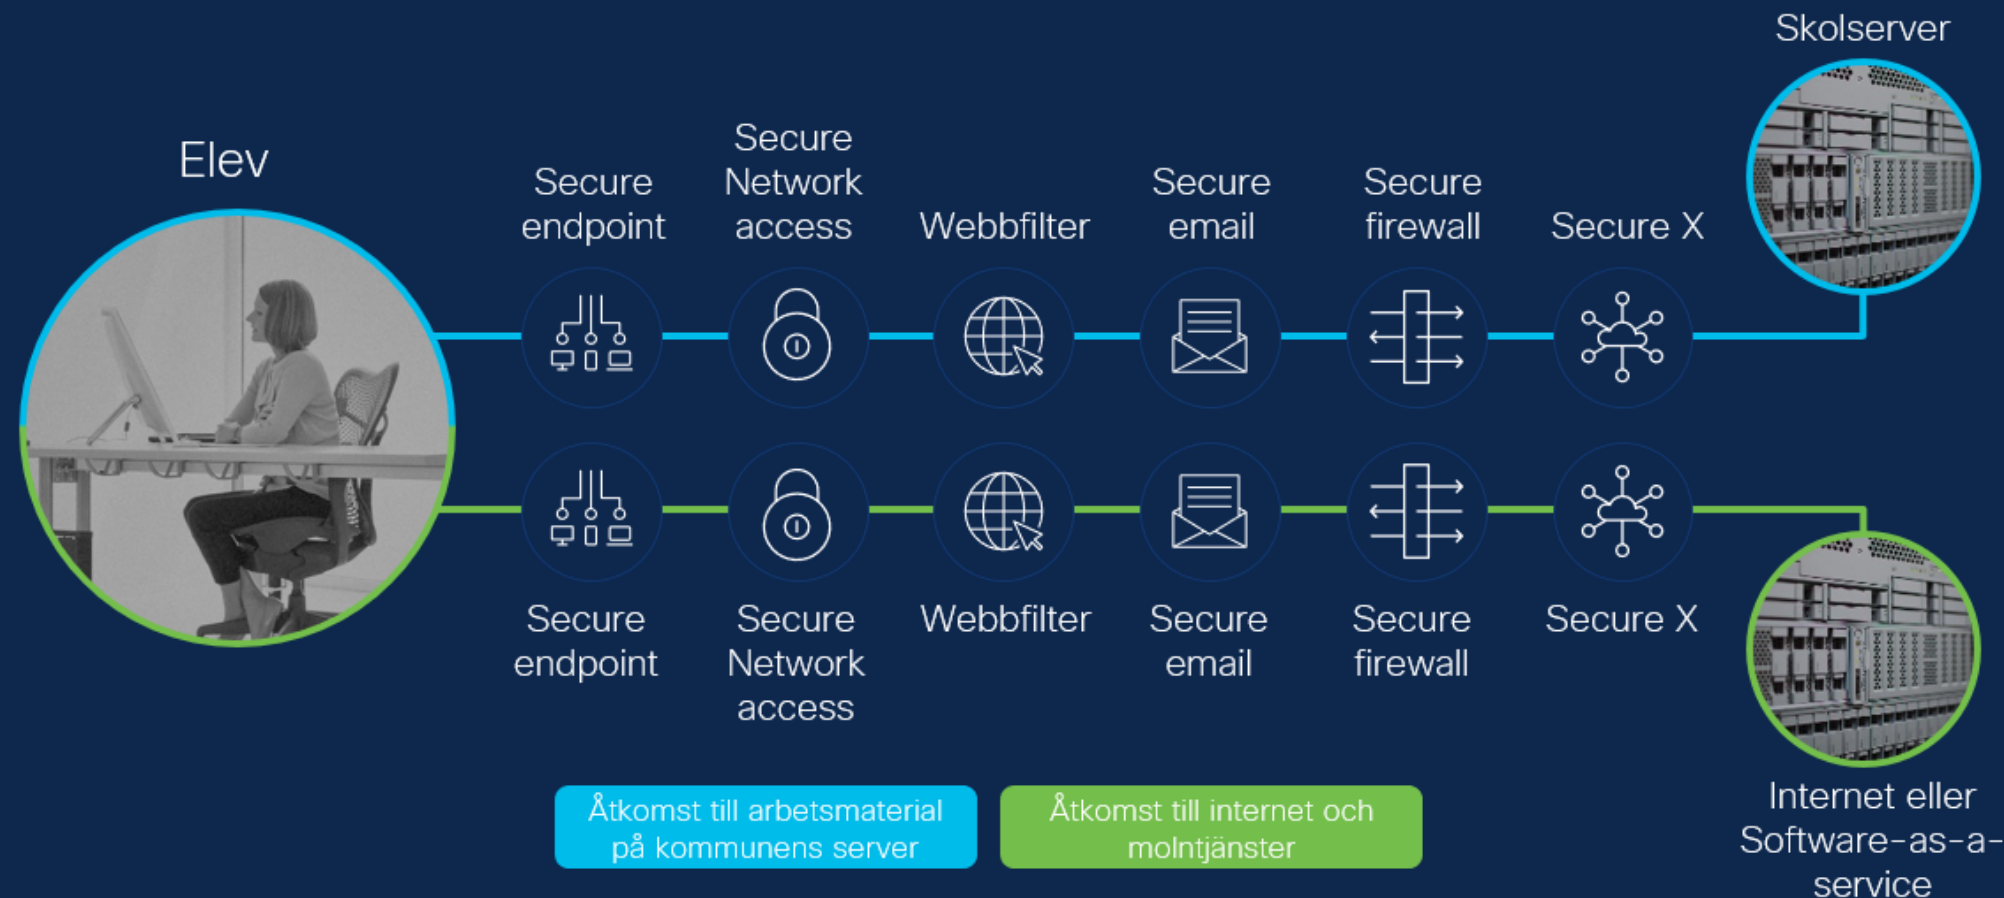 Skolserver
Elev
Secure
endpoint
Secure
Network
access
Webbfilter
Secure
email
Secure
firewall
Secure X
Secure
endpoint
Secure
Network
access
Webbfilter
Secure
email
Secure
firewall
Secure X
Åtkomst till arbetsmaterial
på kommunens server
Åtkomst till internet och
molntjänster
Internet eller
Software-as-a-
service